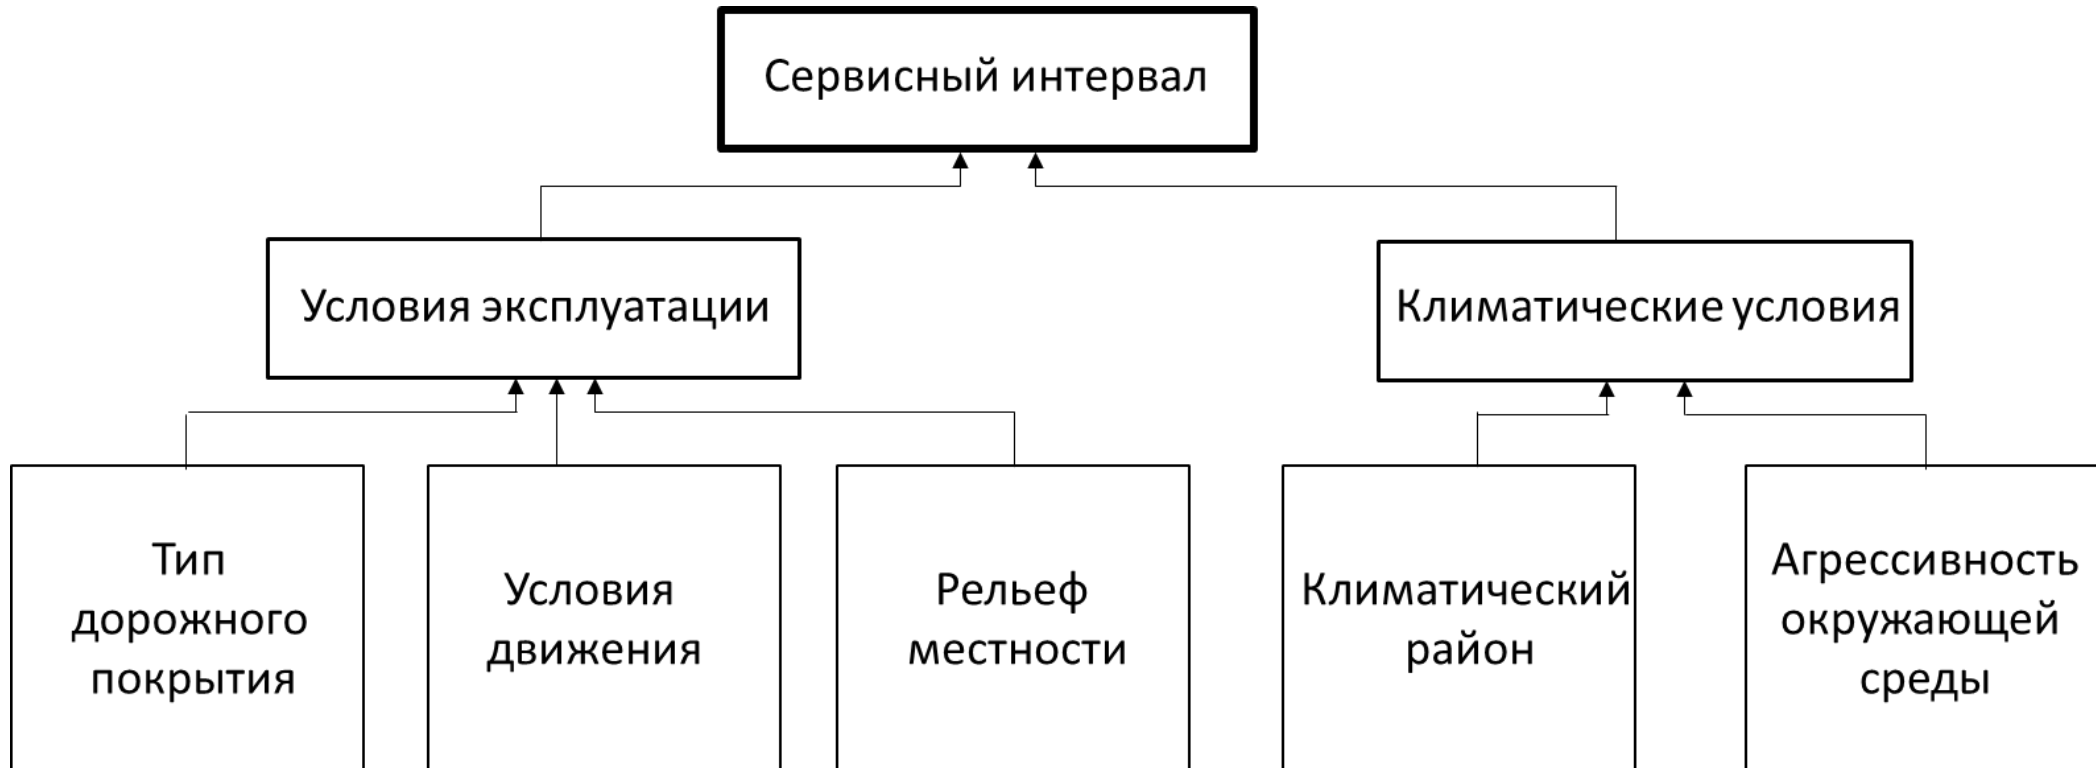 Сервисный интервал
Условия эксплуатации
Климатические условия
Тип
дорожного
покрытия
Условия
движения
Рельеф
местности
Климатический
район
Агрессивность
окружающей
среды